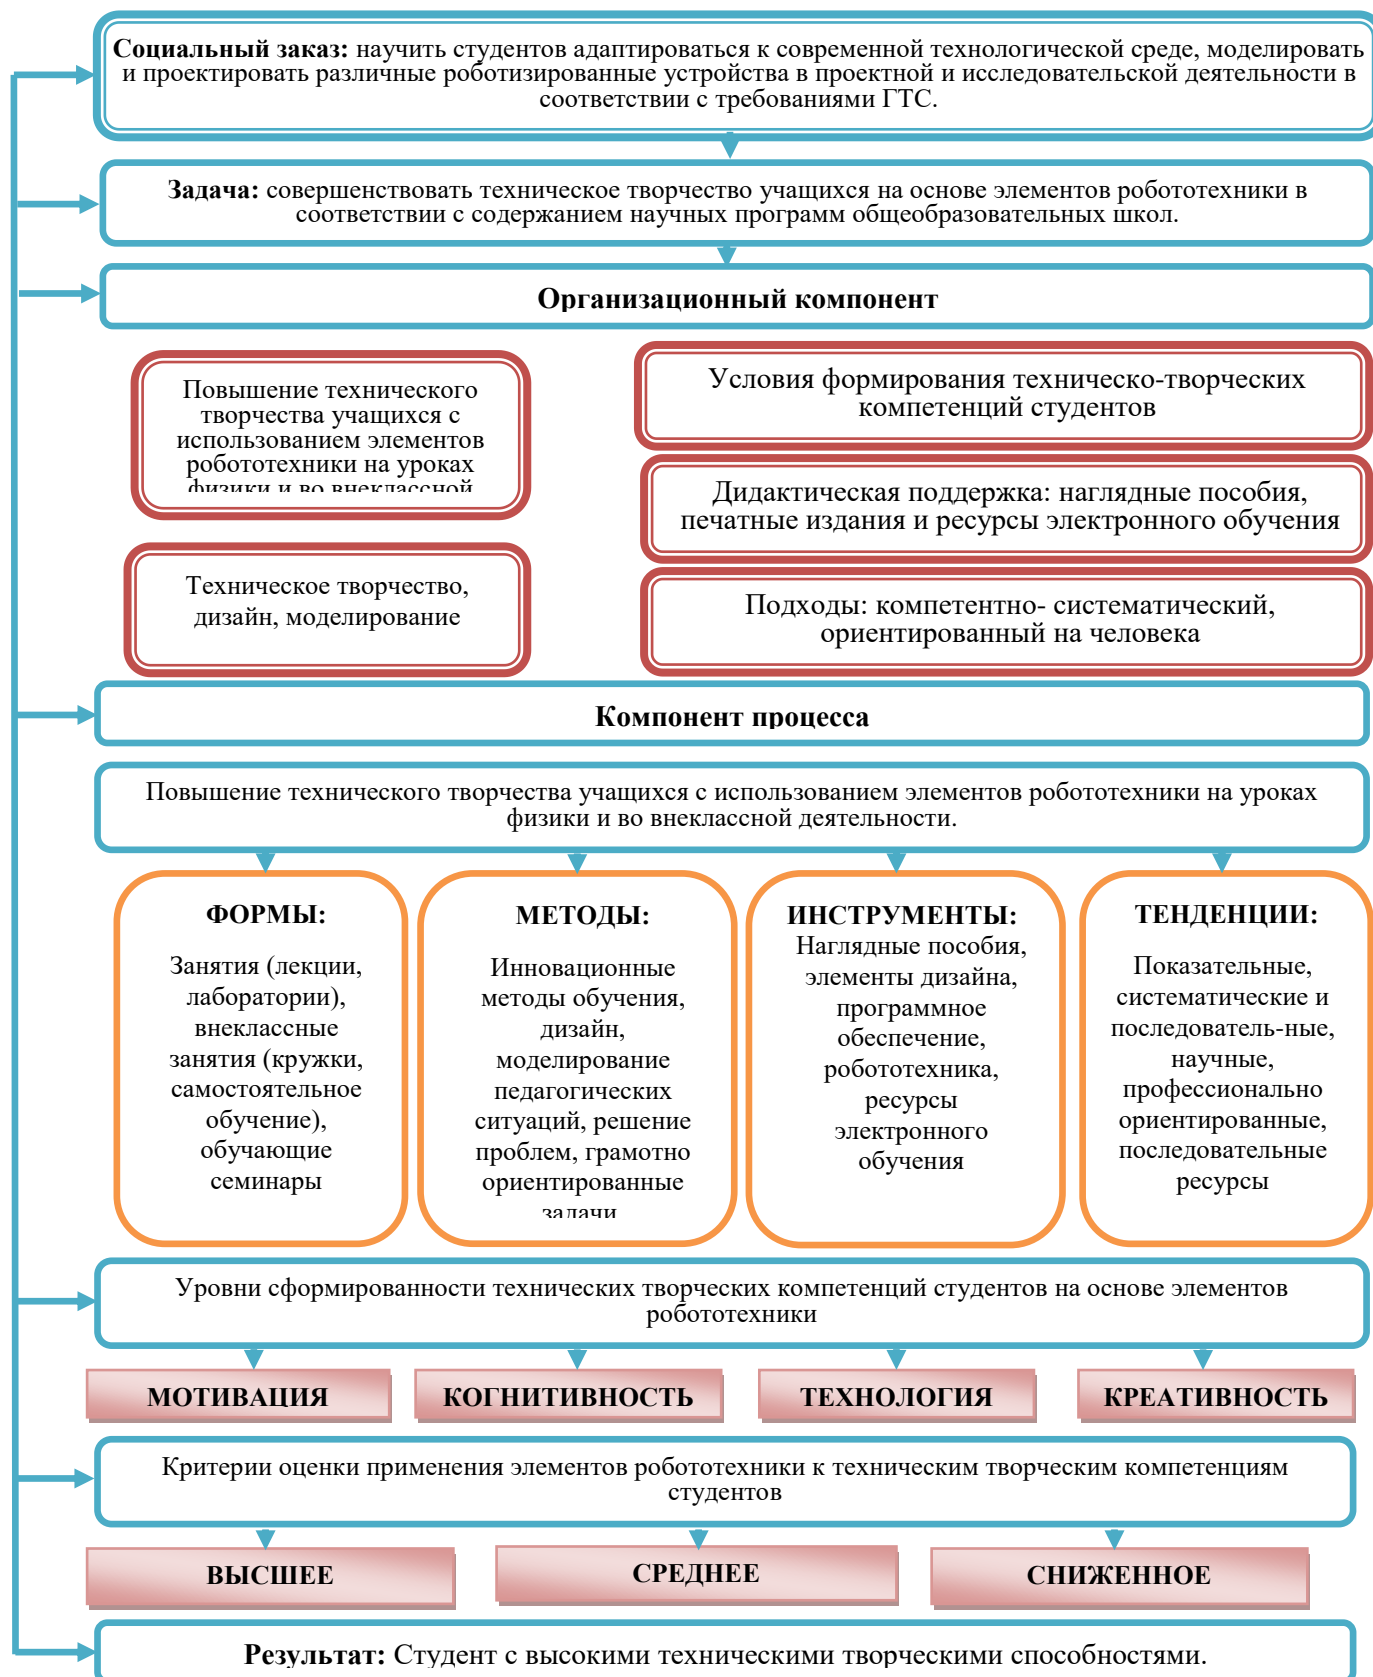 Социальный заказ: научить студентов адаптироваться к современной технологической среде, моделировать
и проектировать различные роботизированные устройства в проектной и исследовательской деятельности в
соответствии с требованиями ГТС.
Задача: совершенствовать техническое творчество учащихся на основе элементов робототехники в
соответствии с содержанием научных программ общеобразовательных школ.
Организационный компонент
Повышение технического
творчества учащихся с
использованием элементов
робототехники на уроках
физики и во внеклассной
Техническое творчество,
дизайн, моделирование
Условия формирования техническо-творческих
компетенций студентов
Дидактическая поддержка: наглядные пособия,
печатные издания и ресурсы электронного обучения
Подходы: компетентно- систематический,
ориентированный на человека
Компонент процесса
Повышение технического творчества учащихся с использованием элементов робототехники на уроках
физики и во внеклассной деятельности.
ФОРМЫ:
Занятия (лекции,
лаборатории),
внеклассные
занятия (кружки,
самостоятельное
обучение),
обучающие
семинары
МЕТОДЫ:
Инновационные
методы обучения,
дизайн,
моделирование
педагогических
ситуаций, решение
проблем, грамотно
ориентированные
задачи
ИНСТРУМЕНТЫ:
Наглядные пособия,
элементы дизайна,
программное
обеспечение,
робототехника,
ресурсы
электронного
обучения
ТЕНДЕНЦИИ:
Показательные,
систематические и
последователь-ные,
научные,
профессионально
ориентированные,
последовательные
ресурсы
Уровни сформированности технических творческих компетенций студентов на основе элементов
робототехники
МОТИВАЦИЯ
КОГНИТИВНОСТЬ
ТЕХНОЛОГИЯ
КРЕАТИВНОСТЬ
Критерии оценки применения элементов робототехники к техническим творческим компетенциям
студентов
ВЫСШЕЕ
СРЕДНЕЕ
СНИЖЕННОЕ
Результат: Студент с высокими техническими творческими способностями.